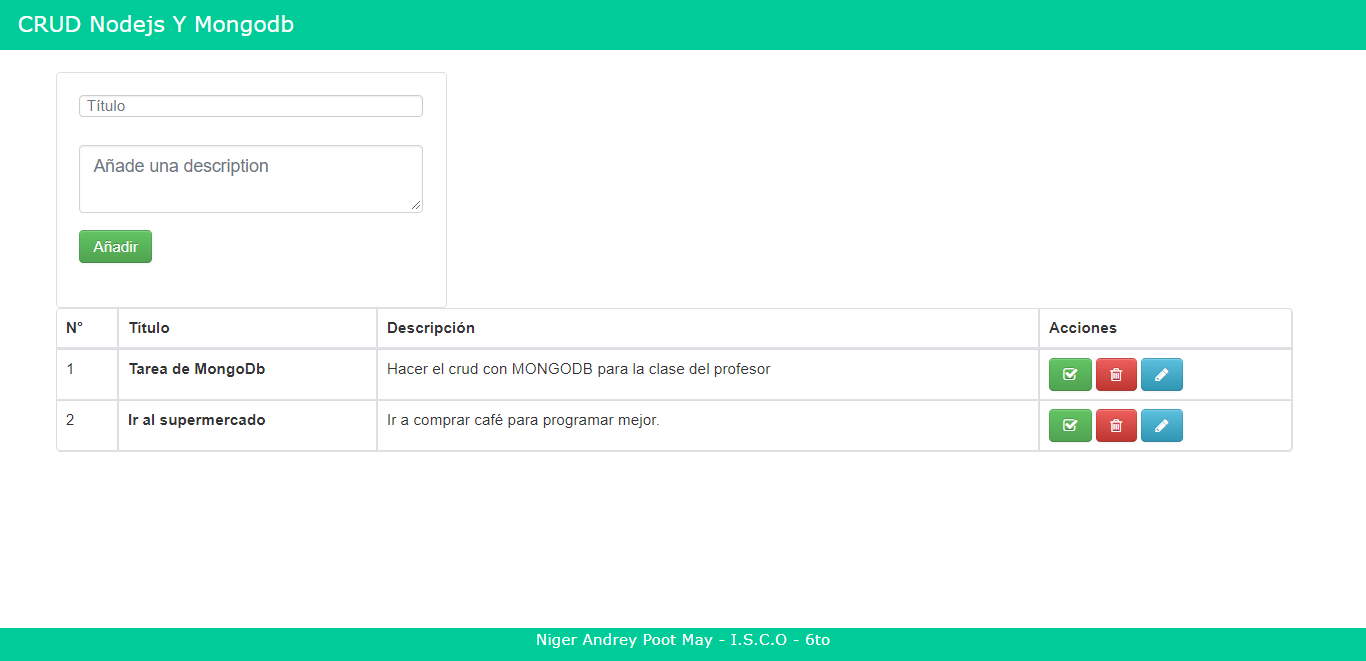 CRUD Nodejs Y Mongodb
Título
Añade una description
Añadir
N° Título Descripción Acciones
1 Tarea de MongoDb Hacer el crud con MONGODB para la clase del profesor
2 Ir al supermercado Ir a comprar café para programar mejor.
Niger Andrey Poot May - I.S.C.O - 6to